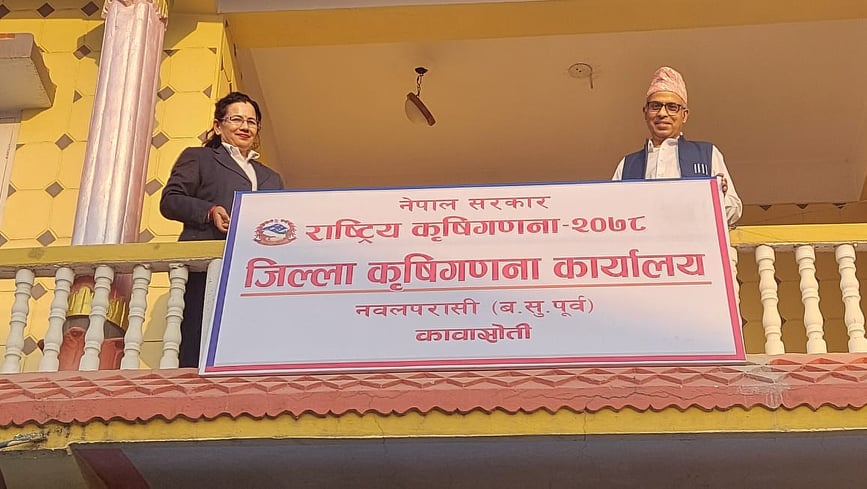 नेपाल सरकार
राष्ट्रिय कृषिगणना-२०७८
जिल्ला कृषिगणना कार्यालय
नवलपरासी (ब.सु.पूर्व)
कावासोती